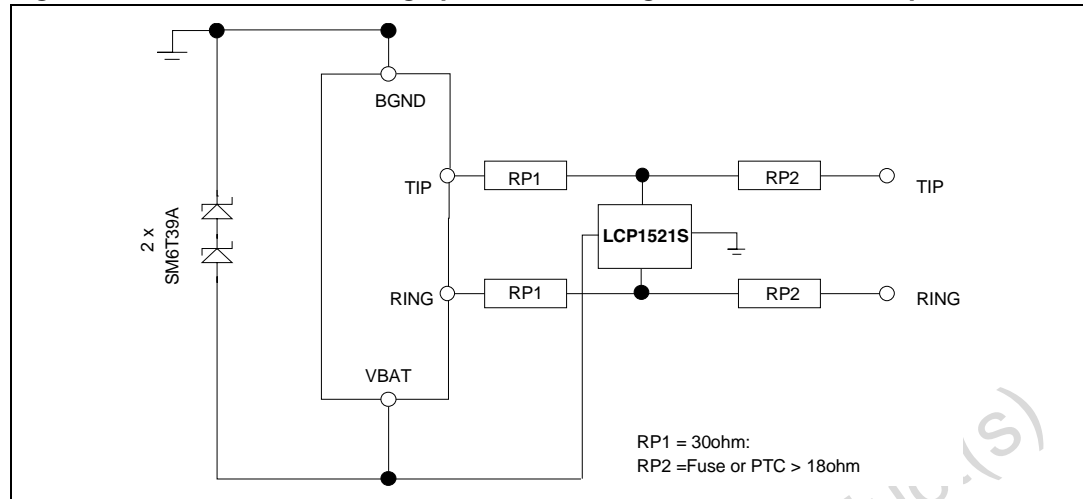 BGND
TIP
RP1
RP2
TIP
2 x
SM6T39A
LCP1521S
RING
RP1
RP2
RING
VBAT
RP1 = 30ohm:
RP2 =Fuse or PTC > 18ohm